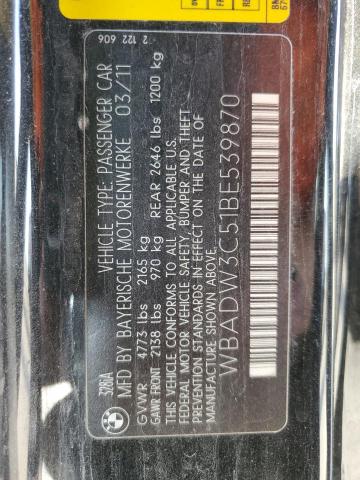 328CiA
VEHICLE TYPE: PASSENGER CAR
MFD BY BAYERISCHE MOTORENWERKE 03/11
GVWR 4773 lbs 2165 kg
GAWR FRONT 2138 lbs 970 kg REAR 2646 lbs 1200 kg
THIS VEHICLE CONFORMS TO ALL APPLICABLE U.S.
FEDERAL MOTOR VEHICLE SAFETY, BUMPER AND THEFT
PREVENTION STANDARDS IN EFFECT ON THE DATE OF
MANUFACTURE SHOWN ABOVE.
WBADW3C51BE539870
2 122 606